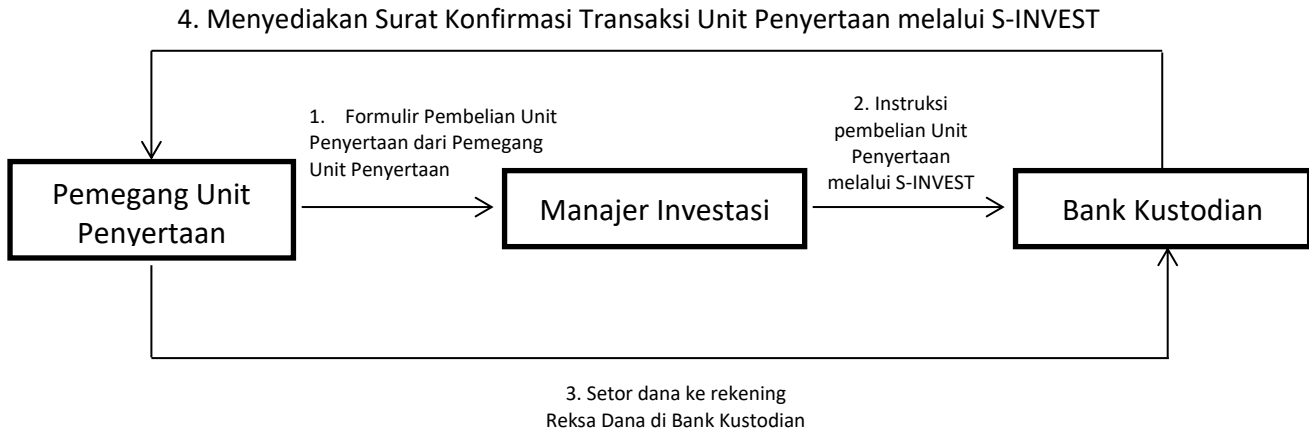 4. Menyediakan Surat Konfirmasi Transaksi Unit Penyertaan melalui S-INVEST
1. Formulir Pembelian Unit
Penyertaan dari Pemegang
Unit Penyertaan
2. Instruksi
pembelian Unit
Penyertaan
melalui S-INVEST
Pemegang Unit
Penyertaan
Manajer Investasi
Bank Kustodian
3. Setor dana ke rekening
Reksa Dana di Bank Kustodian